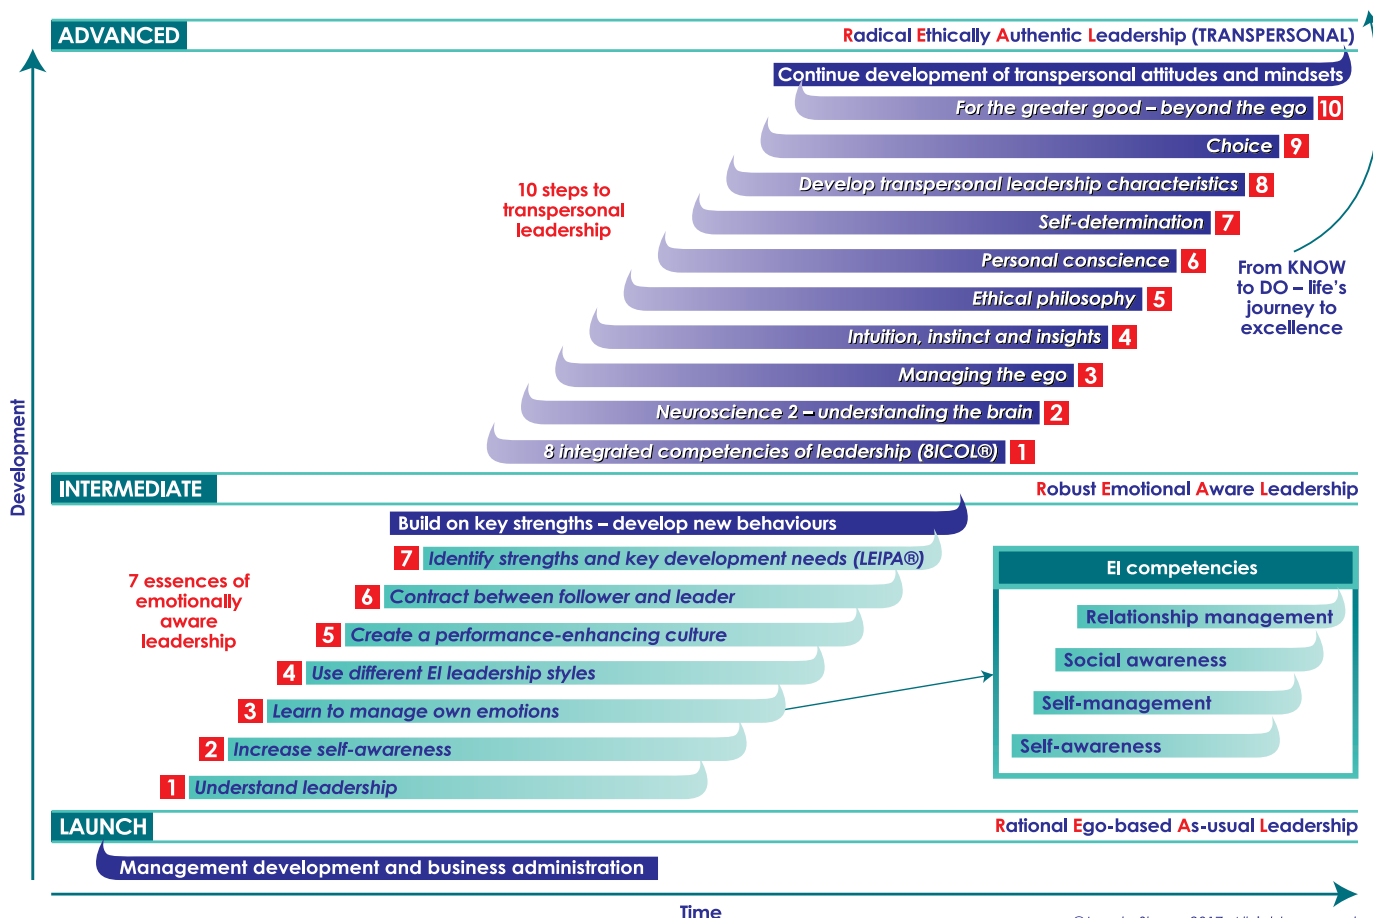 ADVANCED
Radical Ethically Authentic Leadership (TRANSPERSONAL)
Continue development of transpersonal attitudes and mindsets
For the greater good – beyond the ego 10
Choice 9
Develop transpersonal leadership characteristics 8
Self-determination 7
Personal conscience 6
Ethical philosophy 5
Intuition, instinct and insights 4
Managing the ego 3
Neuroscience 2 – understanding the brain 2
8 integrated competencies of leadership (8ICOL®) 1
10 steps to
transpersonal
leadership
From KNOW
to DO – life's
journey to
excellence
Development
INTERMEDIATE
Robust Emotional Aware Leadership
Build on key strengths – develop new behaviours
7 Identify strengths and key development needs (LEIPA®)
6 Contract between follower and leader
5 Create a performance-enhancing culture
4 Use different EI leadership styles
3 Learn to manage own emotions
2 Increase self-awareness
1 Understand leadership
7 essences of
emotionally
aware
leadership
EI competencies
Relationship management
Social awareness
Self-management
Self-awareness
LAUNCH
Rational Ego-based As-usual Leadership
Management development and business administration
Time